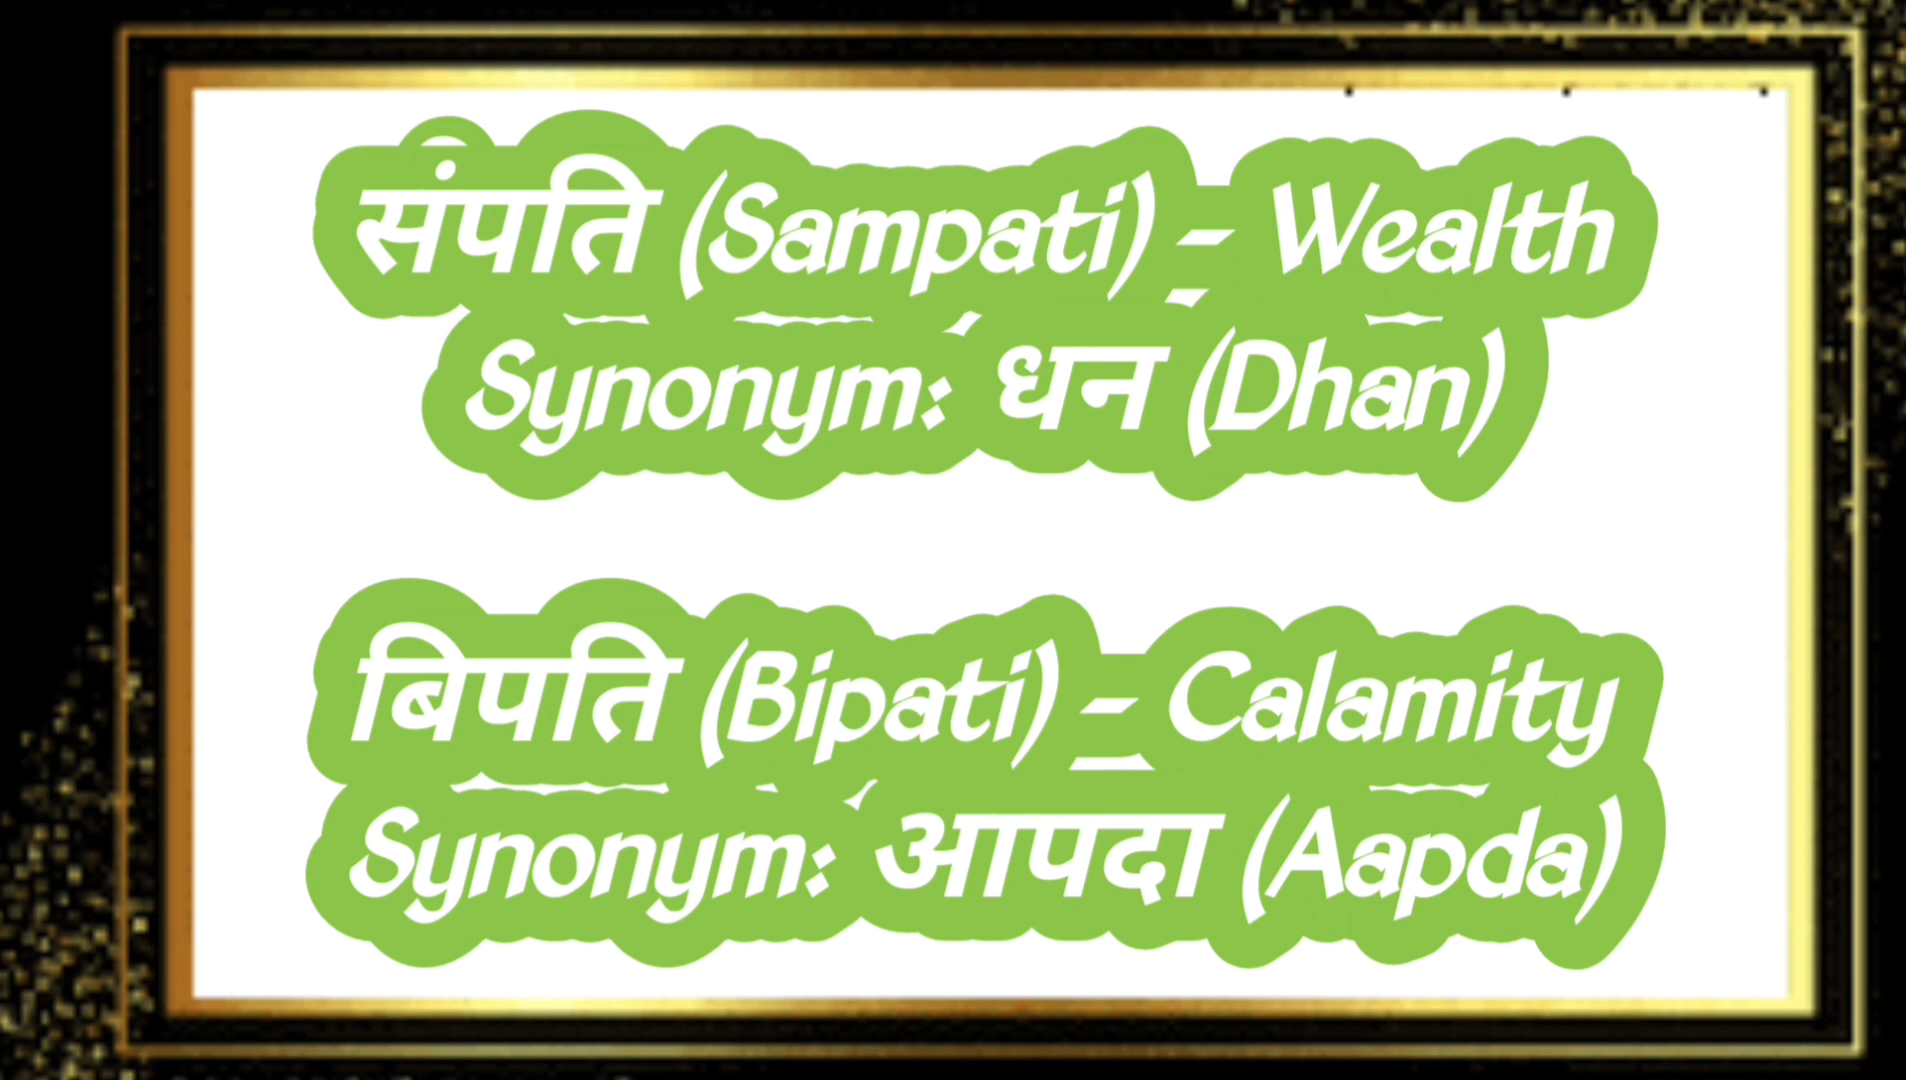 संपति (Sampati) - Wealth
Synonym: धन (Dhan)
बिपति (Bipati) - Calamity
Synonym: आपदा (Aapda)